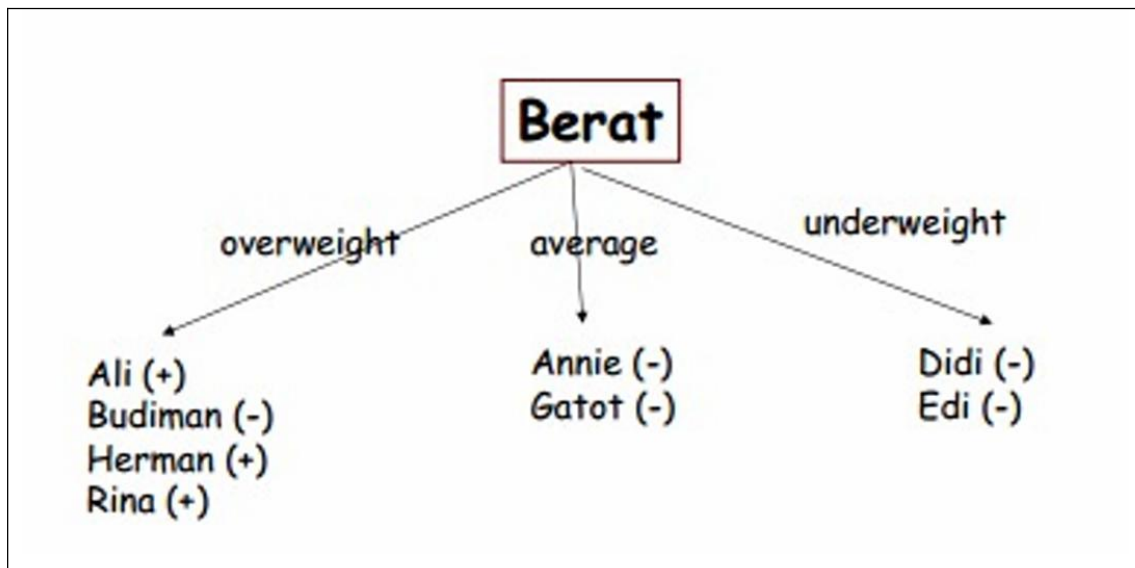 Berat
overweight
average
underweight
Ali (+)
Budiman (-)
Herman (+)
Rina (+)
Annie (-)
Gatot (-)
Didi (-)
Edi (-)